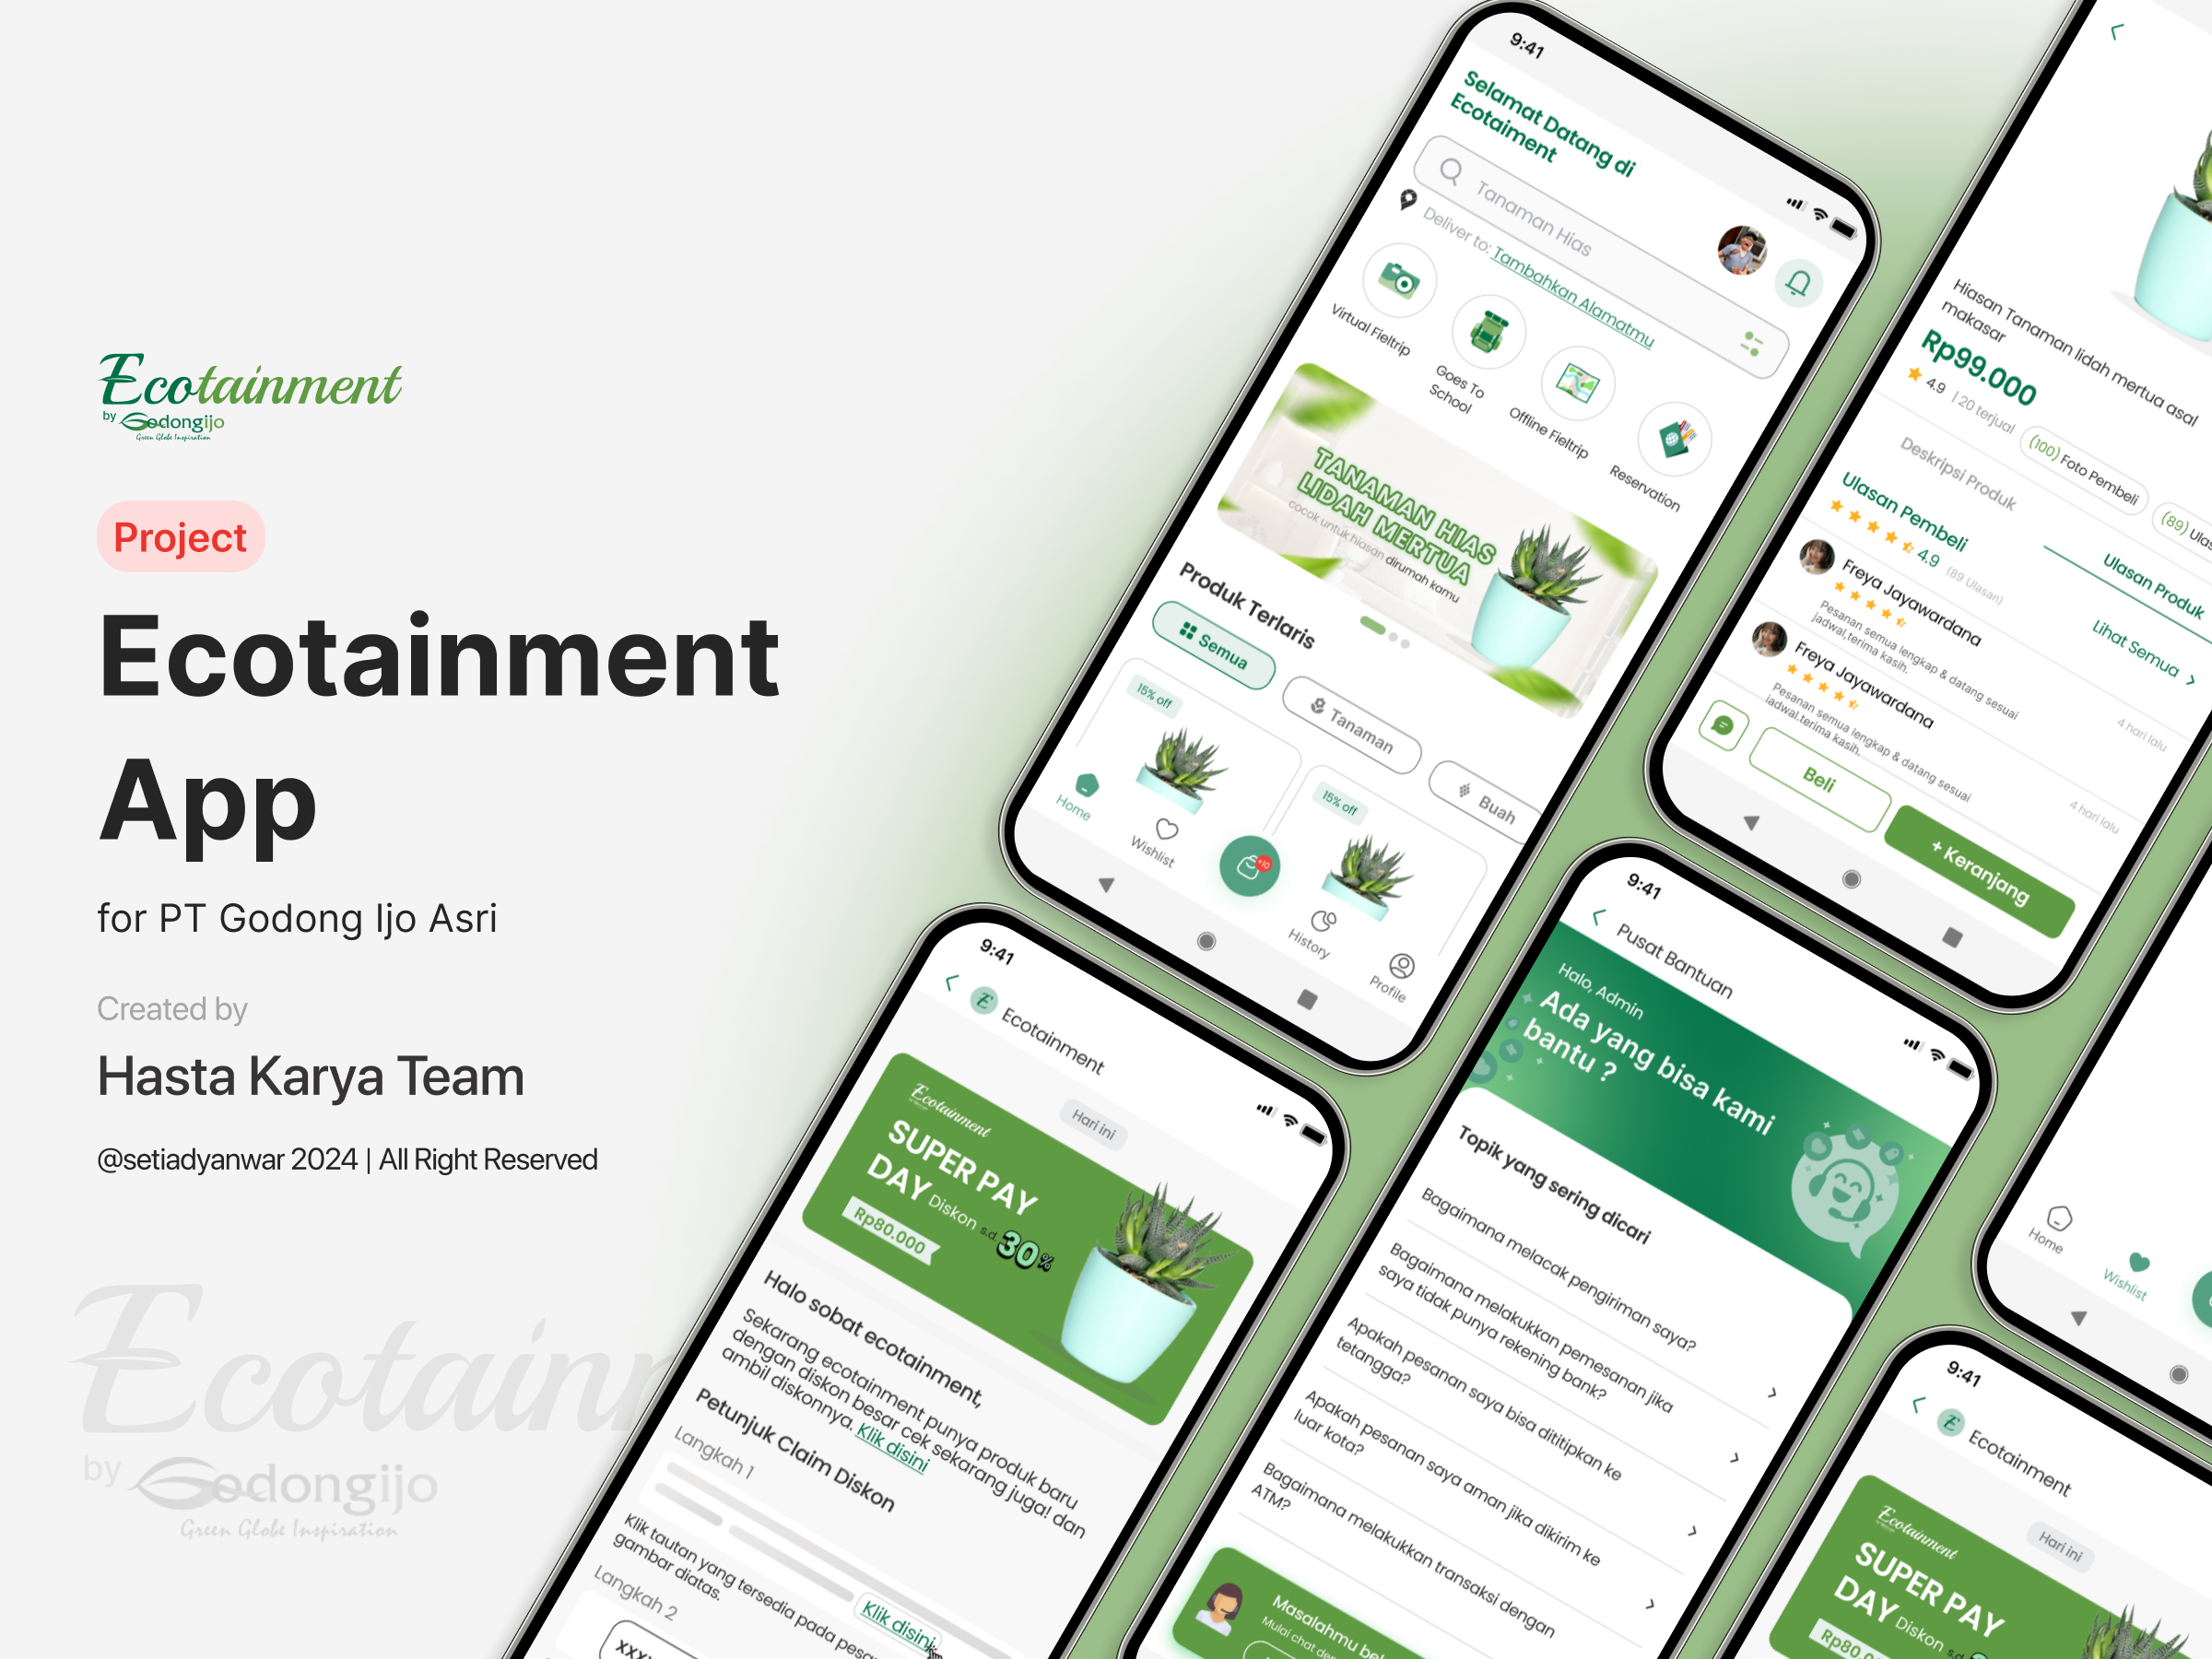 Ecotainment
by Godongijo
Green Globe Inspiration
Project
Ecotainment
App
for PT Godong Ijo Asri
Created by
Hasta Karya Team
@setiadyanwar 2024 | All Right Reserved
Ecotainm
by Godongijo
Green Globe Inspiration
9:41
Selamat Datang di
Ecotaiment
Tanaman Hias
Deliver to: Tambahkan Alamatmu
Virtual Fieltrip
Goes To
School
Offline Fieltrip
Reservation
TANAMAN HIAS
LIDAH MERTUA
cocok untuk hiasan dirumah kamu
Produk Terlaris
Semua
Tanaman
Buah
15% off
15% off
Home
Wishlist
+10
History
Profile
Hiasan Tanaman lidah mertua asal
makasar
Rp99.000
4.9 | 20 terjual
(100) Foto Pembeli
(89) Ulas
Deskripsi Produk
Ulasan Produk
Ulasan Pembeli
4.9 (89 Ulasan)
Lihat Semua
Freya Jayawardana
Pesanan semua lengkap & datang sesuai
jadwal,terima kasih.
4 hari lalu
Freya Jayawardana
Pesanan semua lengkap & datang sesuai
jadwal,terima kasih.
4 hari lalu
Beli
+ Keranjang
9:41
Ecotainment
Hari ini
Ecotainment
SUPER PAY
DAY Diskon s.d. 30%
Rp80.000
Halo sobat ecotainment,
Sekarang ecotainment punya produk baru
dengan diskon besar cek sekarang juga! dan
ambil diskonnya. Klik disini
Petunjuk Claim Diskon
Langkah 1
Klik disini
Klik tautan yang tersedia pada pesa
gambar diatas.
Langkah 2
9:41
Pusat Bantuan
Halo, Admin
Ada yang bisa kami
bantu ?
Topik yang sering dicari
Bagaimana melacak pengiriman saya?
Bagaimana melakukkan pemesanan jika
saya tidak punya rekening bank?
Apakah pesanan saya bisa dititipkan ke
tetangga?
Apakah pesanan saya aman jika dikirim ke
luar kota?
Bagaimana melakukkan transaksi dengan
ATM?
Masalahmu bel
Mulai chat den
Home
Wishlist
9:41
Ecotainment
Hari ini
Ecotainment
SUPER PAY
DAY Diskon s.d.
Rp80.0